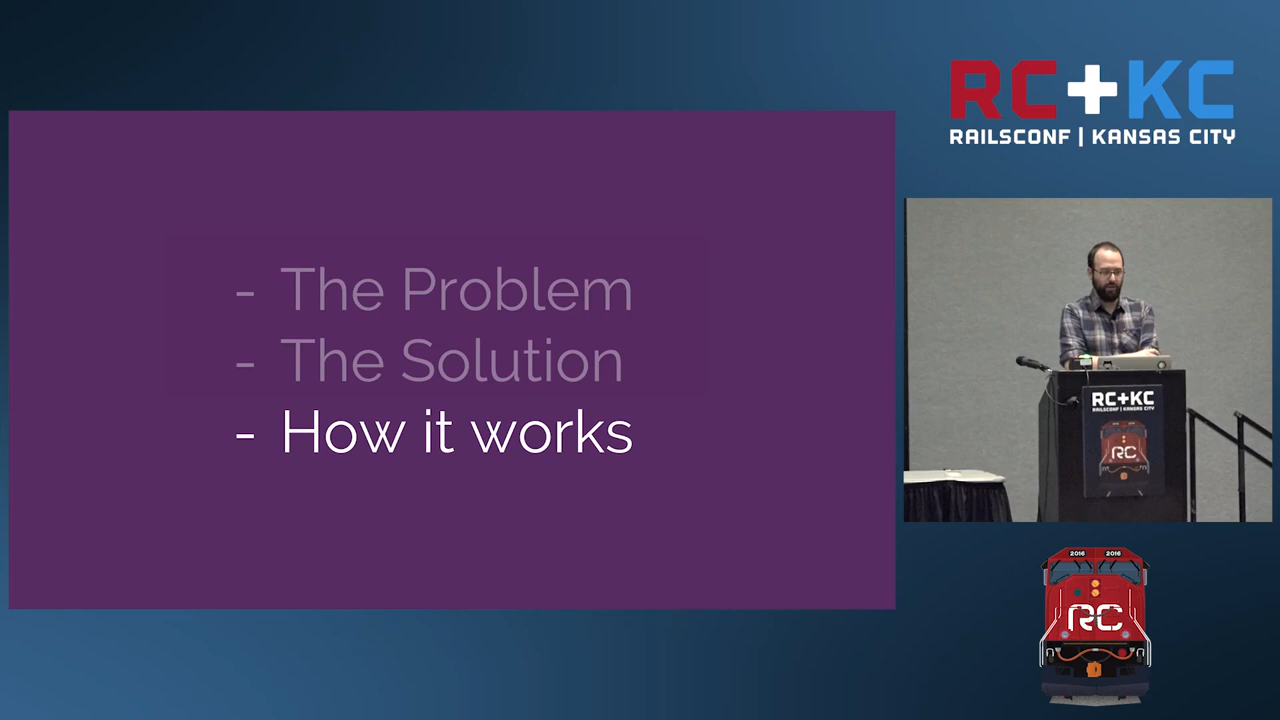 RC+KC
RAILSCONF | KANSAS CITY
- The Problem
- The Solution
- How it works
RC+KC
RAILSCONF | KANSAS CITY
RC
2016 2016
RC